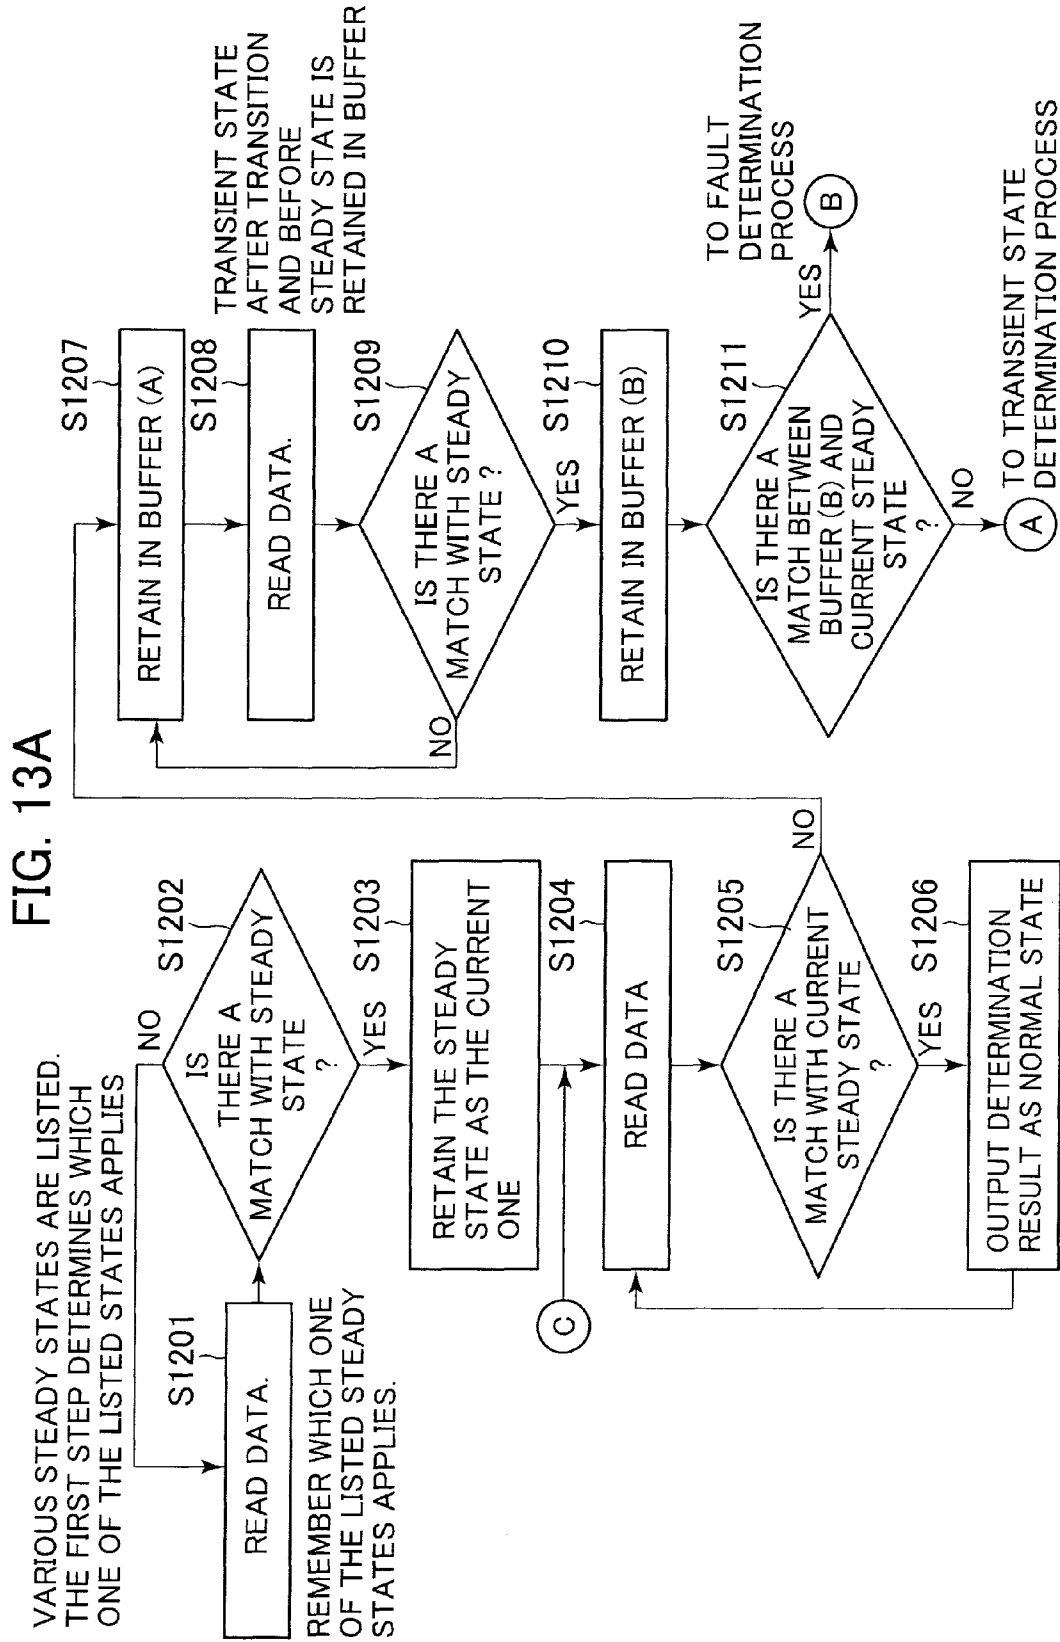 FIG. 13A
VARIOUS STEADY STATES ARE LISTED.
THE FIRST STEP DETERMINES WHICH
ONE OF THE LISTED STATES APPLIES
S1201
READ DATA.
REMEMBER WHICH ONE
OF THE LISTED STEADY
STATES APPLIES.
NO
S1202
IS
THERE A
MATCH WITH STEADY
STATE
?
YES
S1203
RETAIN THE STEADY
STATE AS THE CURRENT
ONE
C
S1204
READ DATA
S1205
IS THERE A
MATCH WITH CURRENT
STEADY STATE
?
NO
YES
S1206
OUTPUT DETERMINATION
RESULT AS NORMAL STATE
S1207
RETAIN IN BUFFER (A)
S1208
READ DATA.
TRANSIENT STATE
AFTER TRANSITION
AND BEFORE
STEADY STATE IS
RETAINED IN BUFFER
S1209
IS THERE A
MATCH WITH STEADY
STATE ?
NO
YES
S1210
RETAIN IN BUFFER (B)
S1211
IS THERE A
MATCH BETWEEN
BUFFER (B) AND
CURRENT STEADY
STATE
?
YES
TO FAULT
DETERMINATION
PROCESS
B
NO
A
TO TRANSIENT STATE
DETERMINATION PROCESS